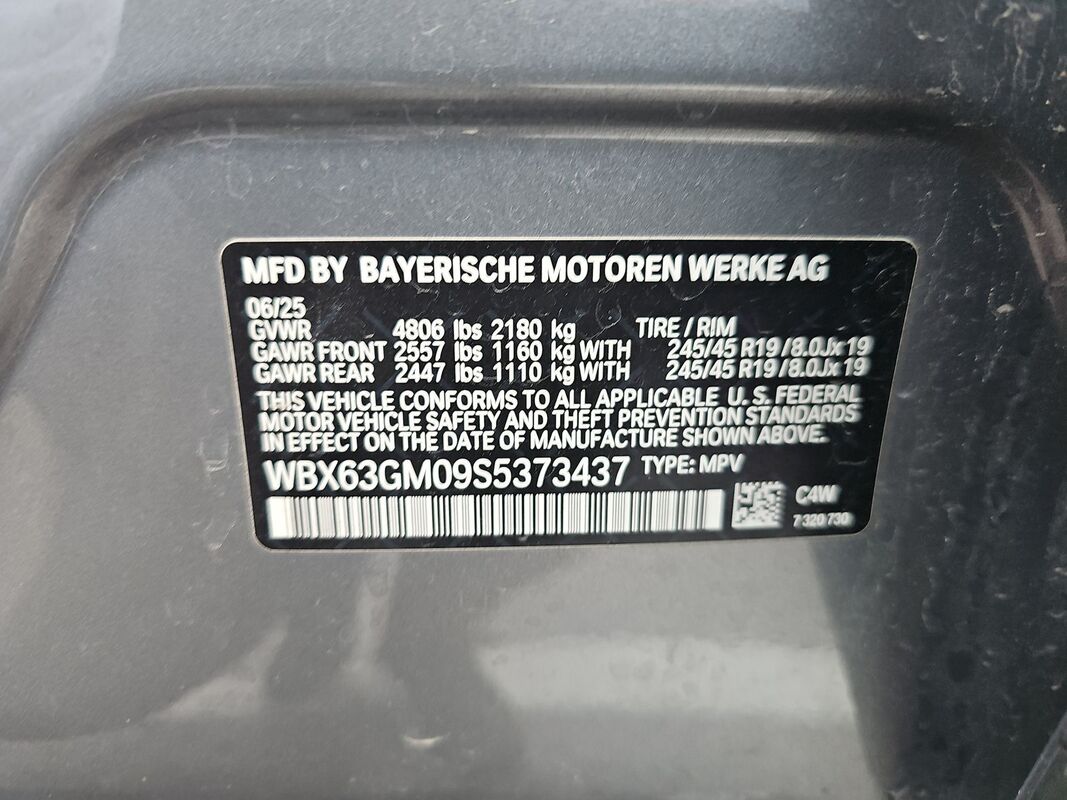 MFD BY BAYERISCHE MOTOREN WERKE AG
06/25
GVWR 4806 lbs 2180 kg TIRE / RIM
GAWR FRONT 2557 lbs 1160 kg WITH 245/45 R19 / 8.0Jx19
GAWR REAR 2447 lbs 1110 kg WITH 245/45 R19 / 8.0Jx19
THIS VEHICLE CONFORMS TO ALL APPLICABLE U. S. FEDERAL
MOTOR VEHICLE SAFETY AND THEFT PREVENTION STANDARDS
IN EFFECT ON THE DATE OF MANUFACTURE SHOWN ABOVE.
WBX63GM09S5373437 TYPE: MPV
C4W
7 320 730